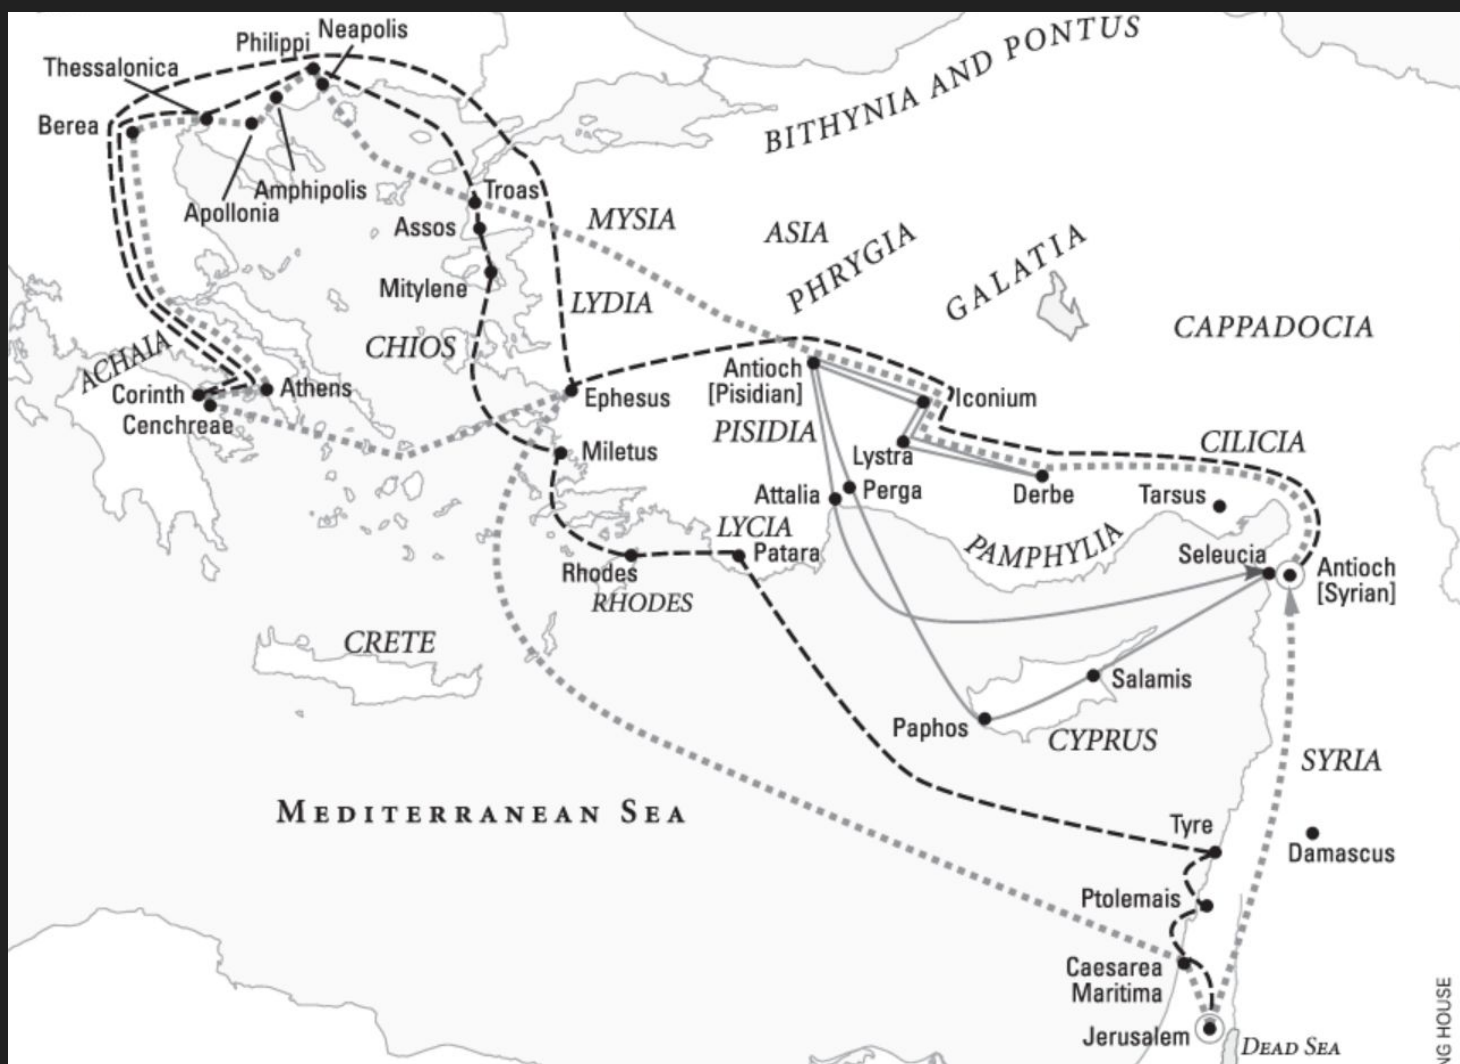 BITHYNIA AND PONTUS
Neapolis
Philippi
Thessalonica
Berea
Amphipolis
Apollonia
Troas
Assos
MYSIA
ASIA
PHRYGIA
GALATIA
Mitylene
LYDIA
CAPPADOCIA
CHIOS
ACHAIA
Corinth
Athens
Cenchreae
Ephesus
Antioch
[Pisidian]
Iconium
PISIDIA
CILICIA
Miletus
Lystra
Attalia
Perga
Derbe
Tarsus
LYCIA
PAMPHYLIA
Patara
Seleucia
Antioch
[Syrian]
Rhodes
RHODES
CRETE
Salamis
Paphos
CYPRUS
SYRIA
MEDITERRANEAN SEA
Tyre
Damascus
Ptolemais
Caesarea
Maritima
Jerusalem
DEAD SEA
NG HOUSE